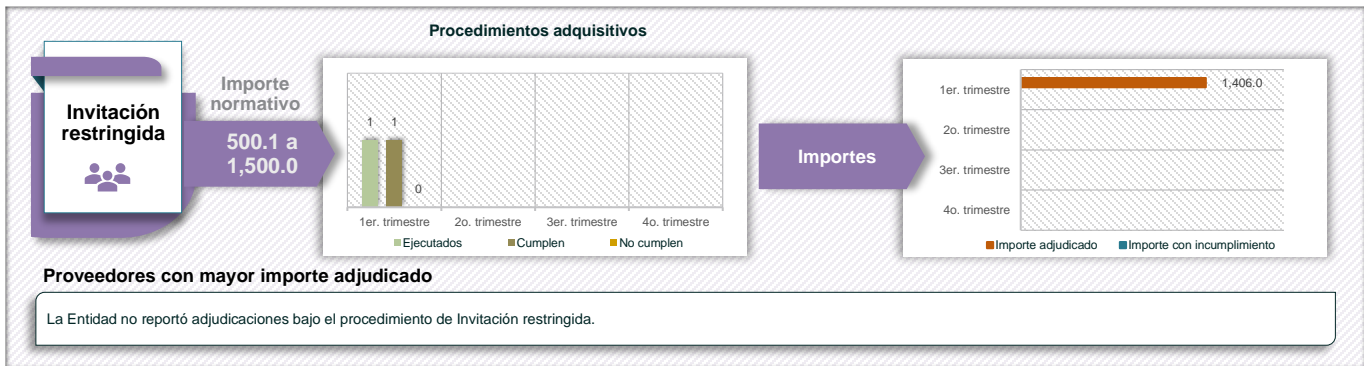 Procedimientos adquisitivos
Invitación
restringida
Importe
normativo
500.1 a
1,500.0
1 1
0
1er. trimestre 2o. trimestre 3er. trimestre 4o. trimestre
Ejecutados Cumplen No cumplen
Importes
1er. trimestre 1,406.0
2o. trimestre
3er. trimestre
4o. trimestre
Importe adjudicado Importe con incumplimiento
Proveedores con mayor importe adjudicado
La Entidad no reportó adjudicaciones bajo el procedimiento de Invitación restringida.